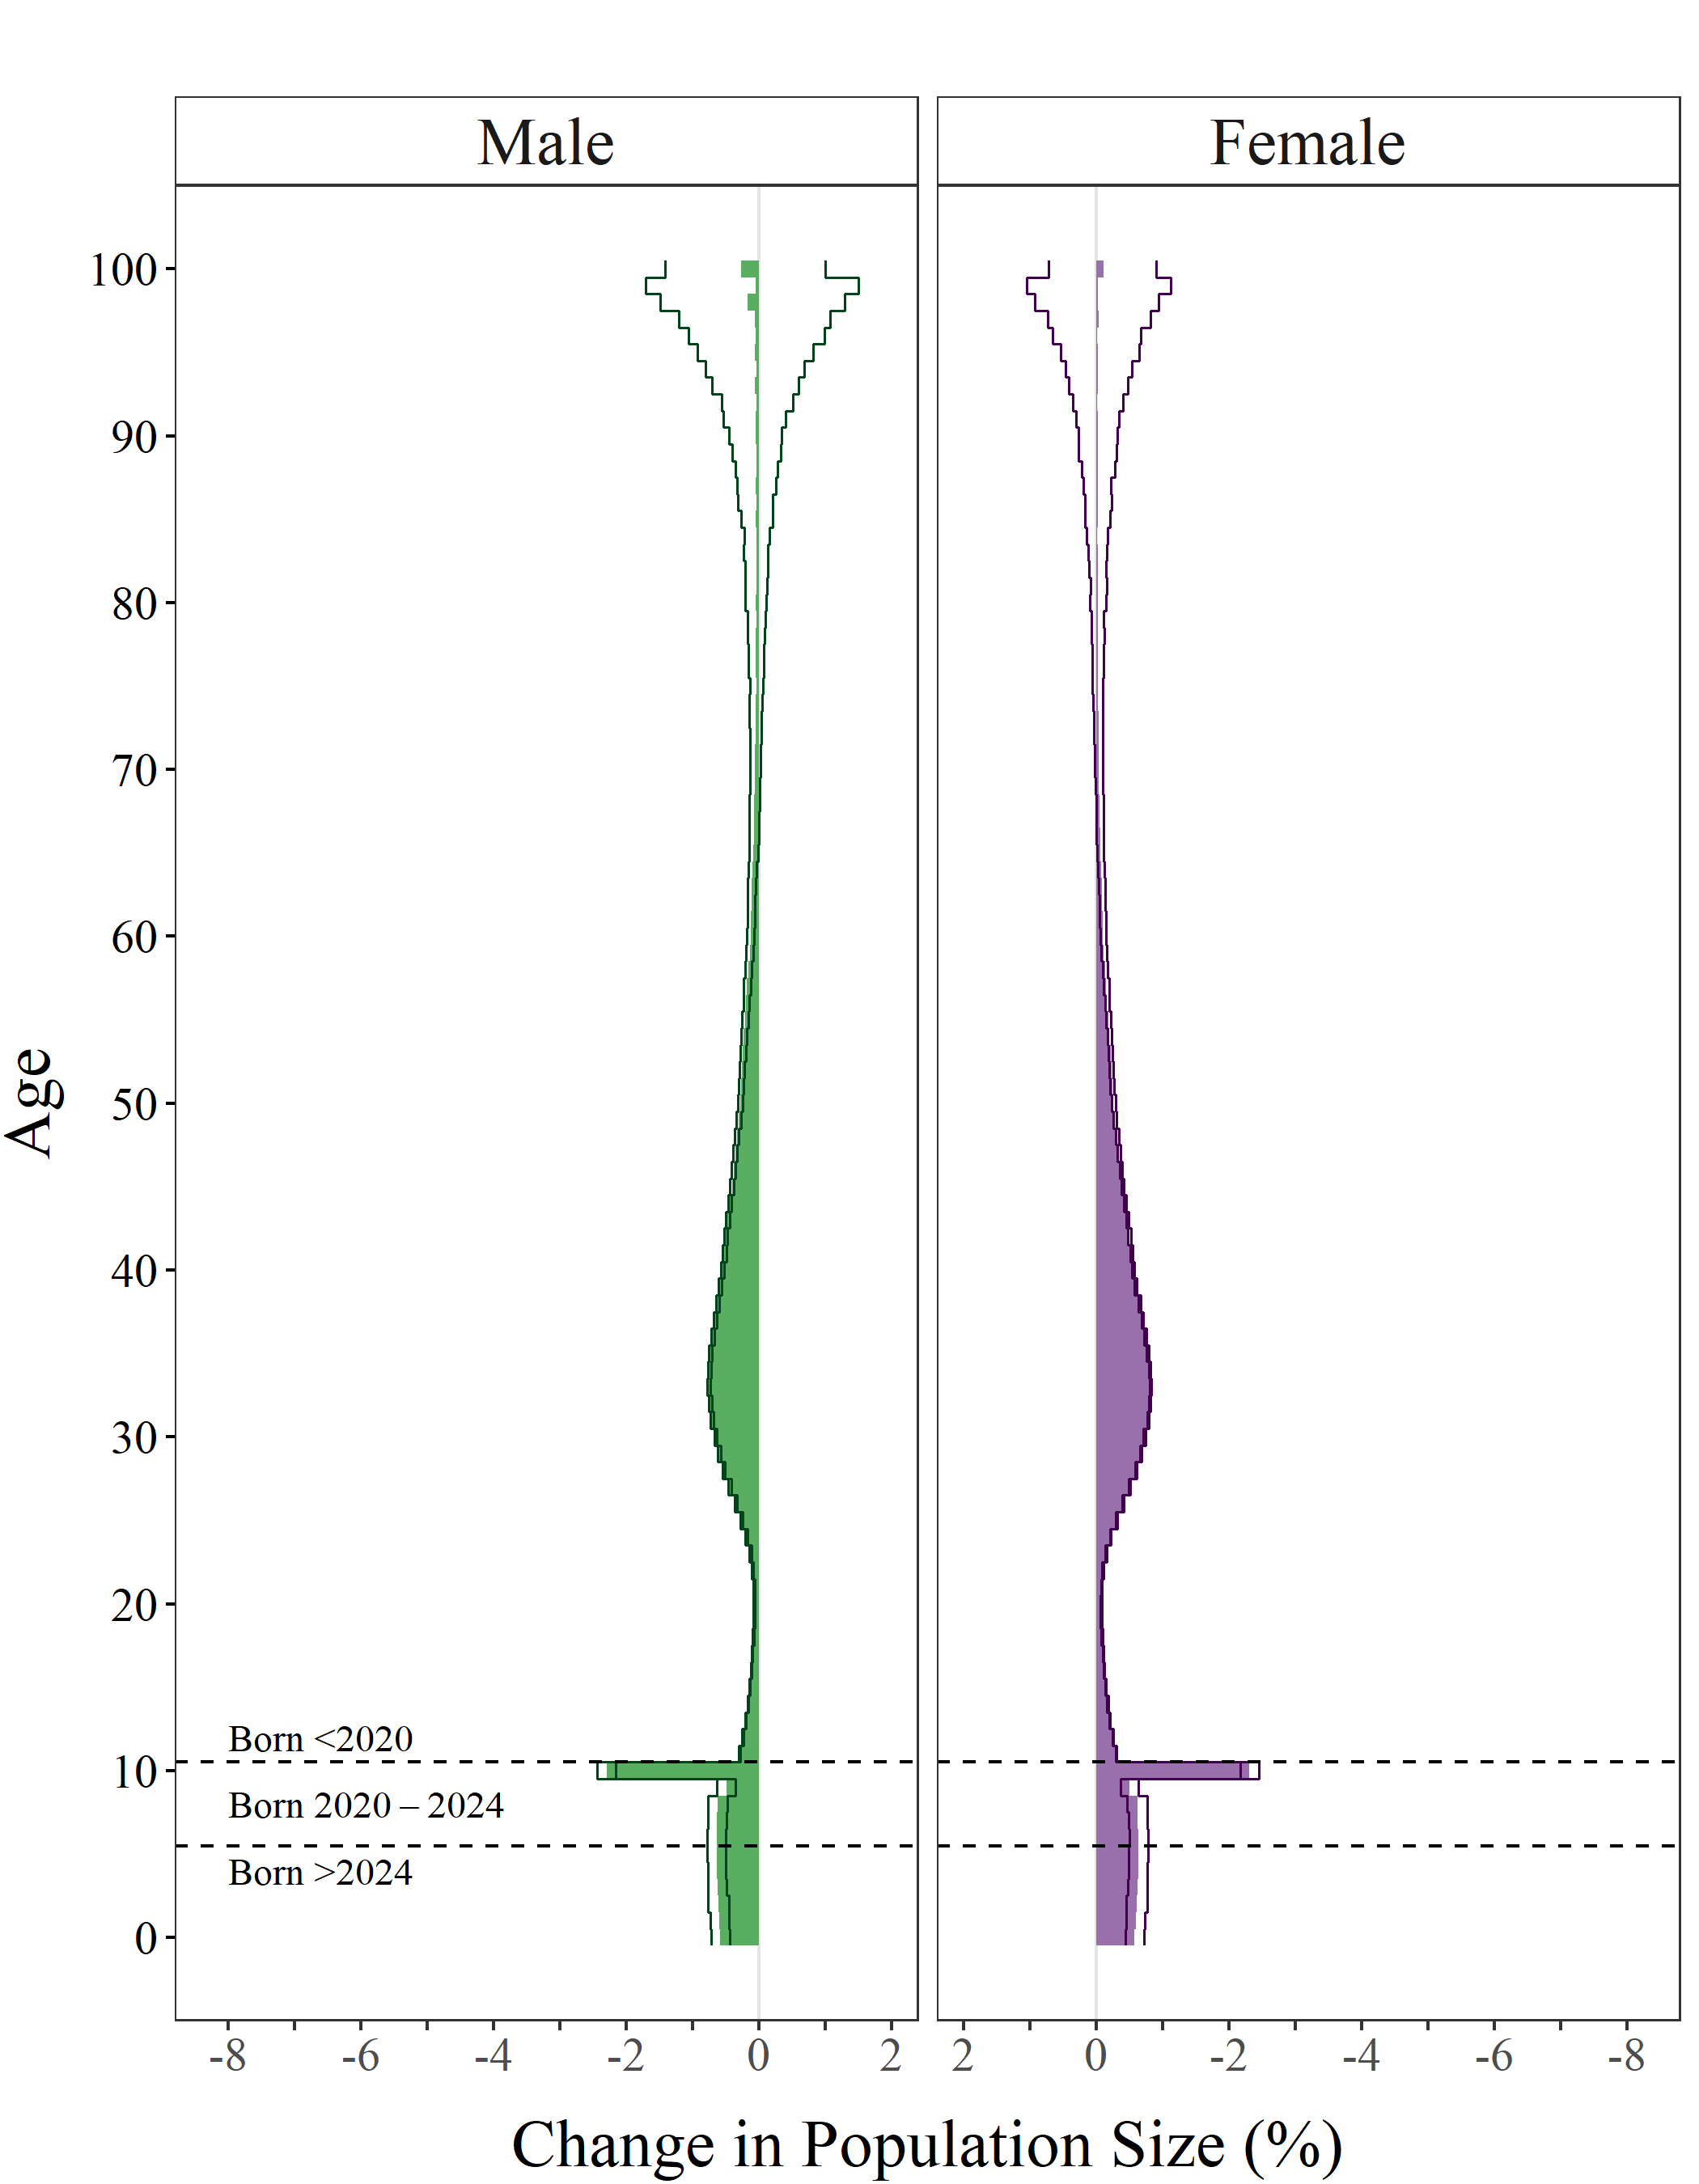 Male Female
100
90
80
70
60
50
40
30
20
10
0
Age
Born <2020
Born 2020 – 2024
Born >2024
-8 -6 -4 -2 0 2 2 0 -2 -4 -6 -8
Change in Population Size (%)